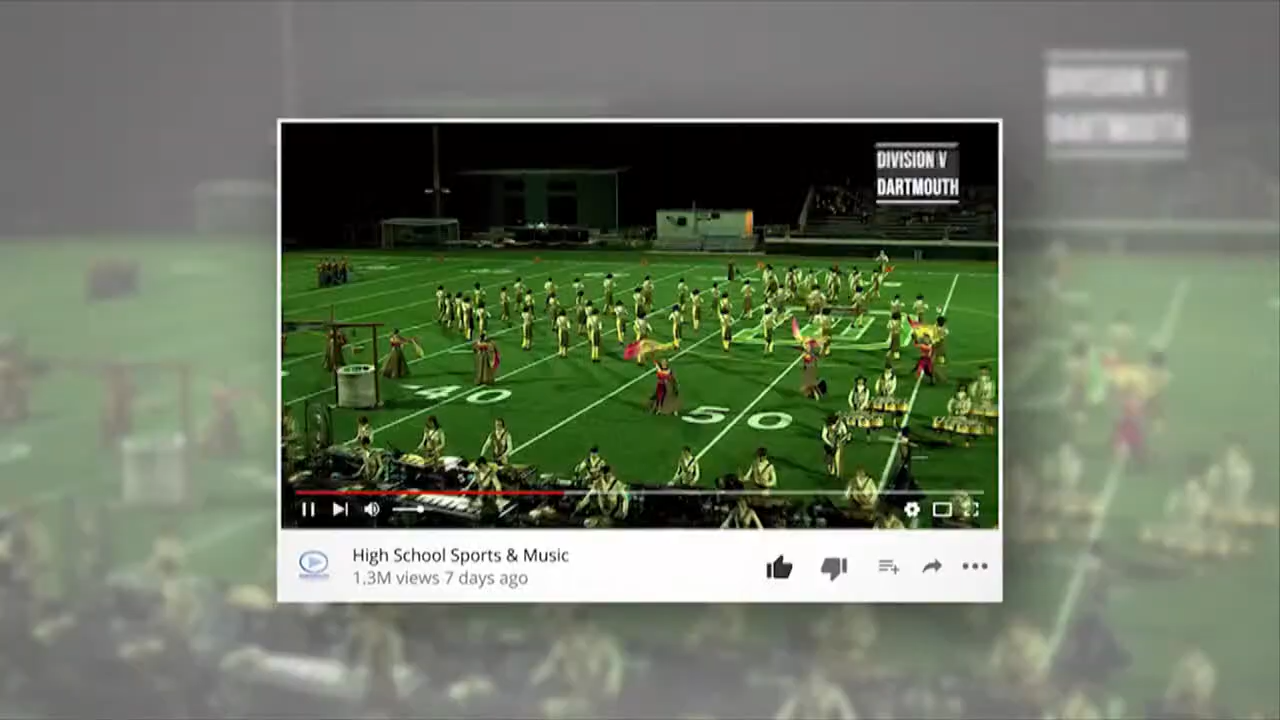 DIVISION V
DARTMOUTH
40
50
High School Sports & Music
1,3M views 7 days ago